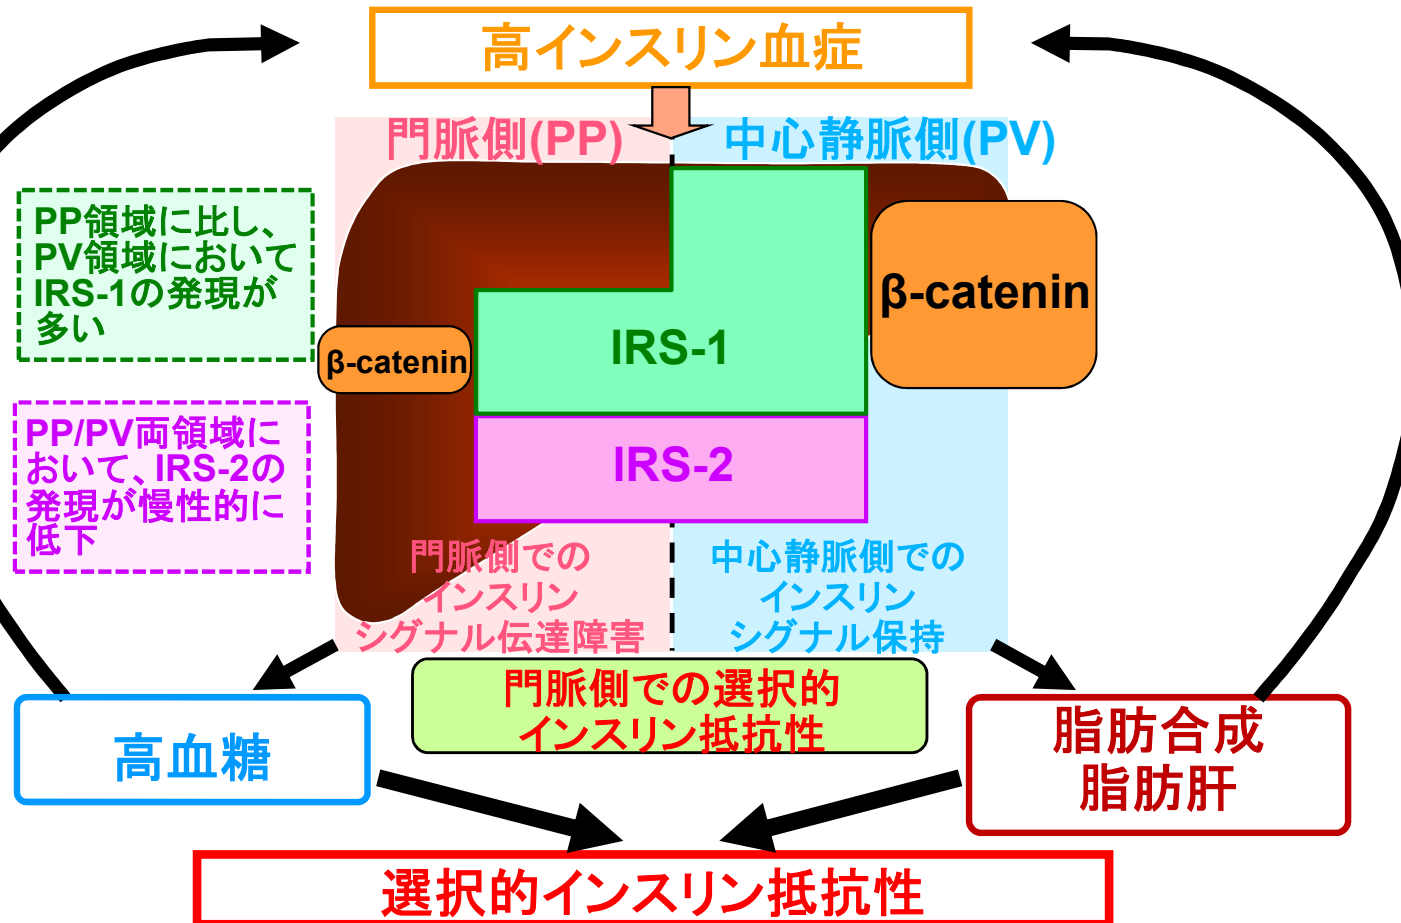 高インスリン血症
門脈側(PP)
中心静脈側(PV)
PP領域に比し、
PV領域において
IRS-1の発現が
多い
β-catenin
β-catenin
IRS-1
IRS-2
PP/PV両領域に
おいて、IRS-2の
発現が慢性的に
低下
門脈側での
インスリン
シグナル伝達障害
中心静脈側での
インスリン
シグナル保持
門脈側での選択的
インスリン抵抗性
高血糖
脂肪合成
脂肪肝
選択的インスリン抵抗性